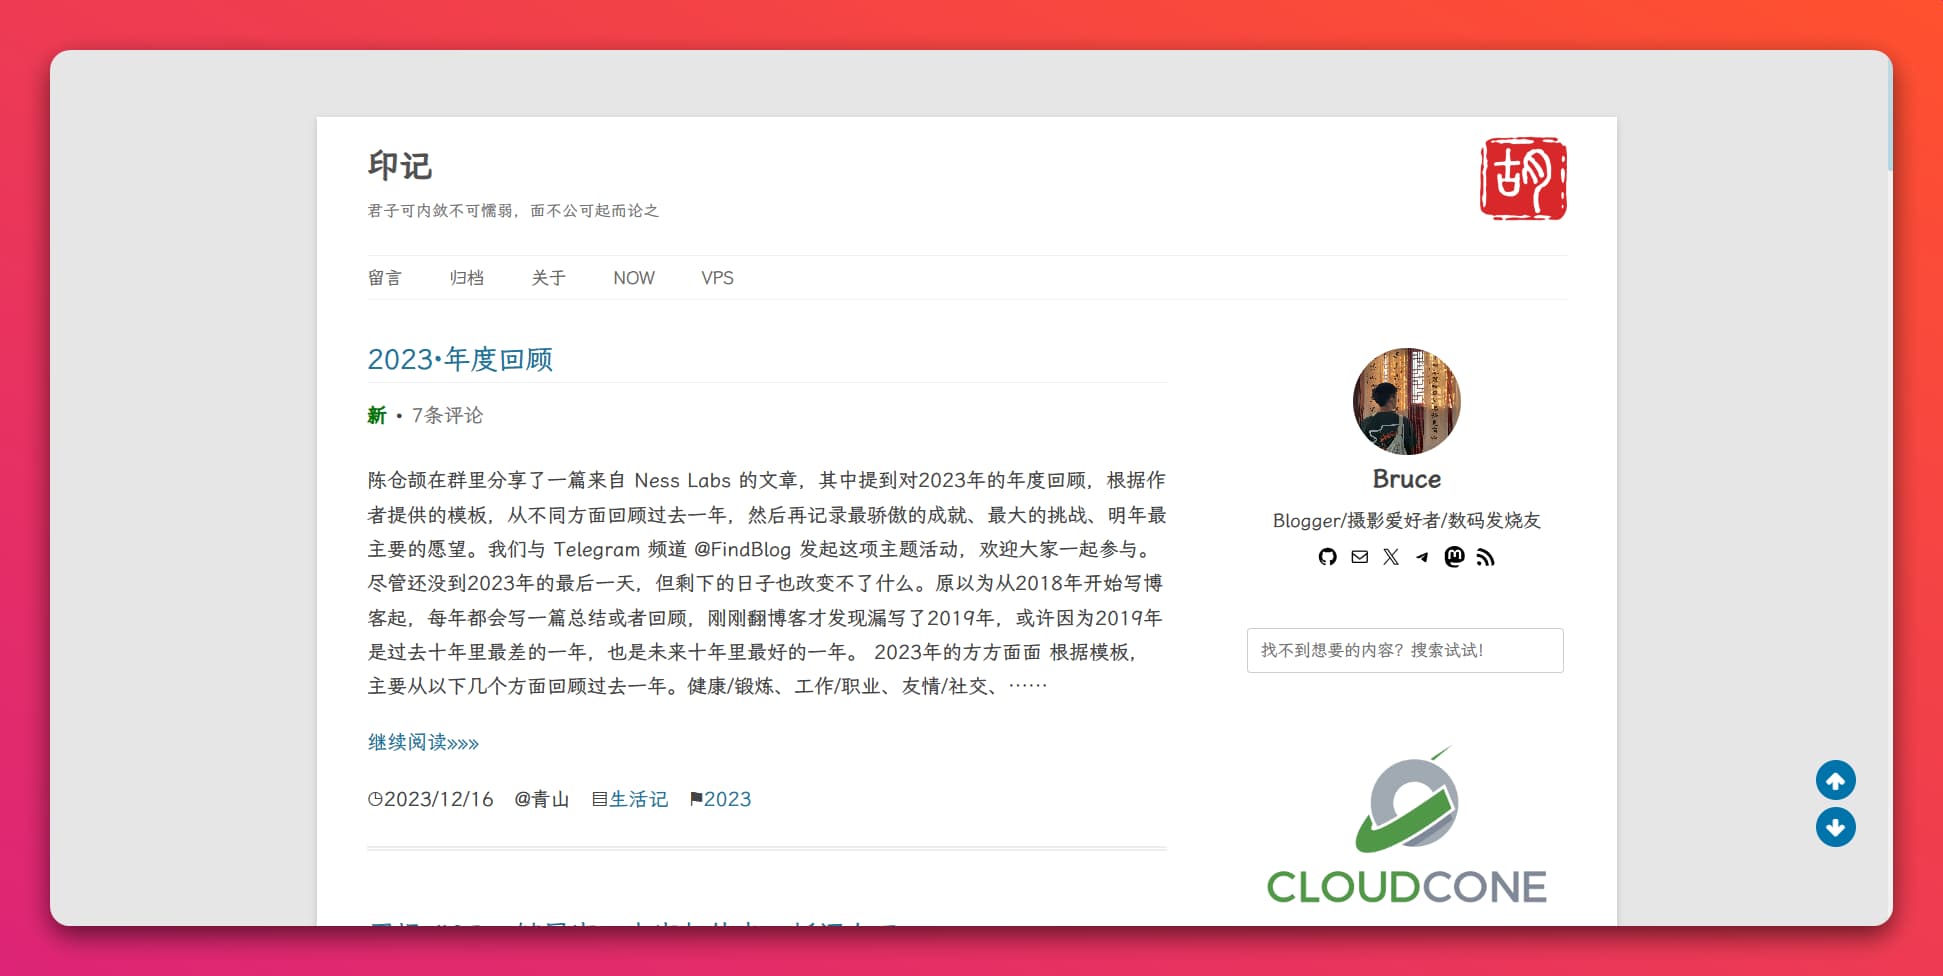 印记
胡
君子可内敛不可懦弱，面不公可起而论之
留言 归档 关于 NOW VPS
2023•年度回顾
新 • 7条评论
陈仓颉在群里分享了一篇来自 Ness Labs 的文章，其中提到对2023年的年度回顾，根据作
者提供的模板，从不同方面回顾过去一年，然后再记录最骄傲的成就、最大的挑战、明年最
主要的愿望。我们与 Telegram 频道 @FindBlog 发起这项主题活动，欢迎大家一起参与。
尽管还没到2023年的最后一天，但剩下的日子也改变不了什么。原以为从2018年开始写博
客起，每年都会写一篇总结或者回顾，刚刚翻博客才发现漏写了2019年，或许因为2019年
是过去十年里最差的一年，也是未来十年里最好的一年。 2023年的方方面面 根据模板，
主要从以下几个方面回顾过去一年。健康/锻炼、工作/职业、友情/社交、……
继续阅读»»»
2023/12/16 @青山 生活记 2023
Bruce
Blogger/摄影爱好者/数码发烧友
找不到想要的内容？搜索试试!
CLOUDCONE